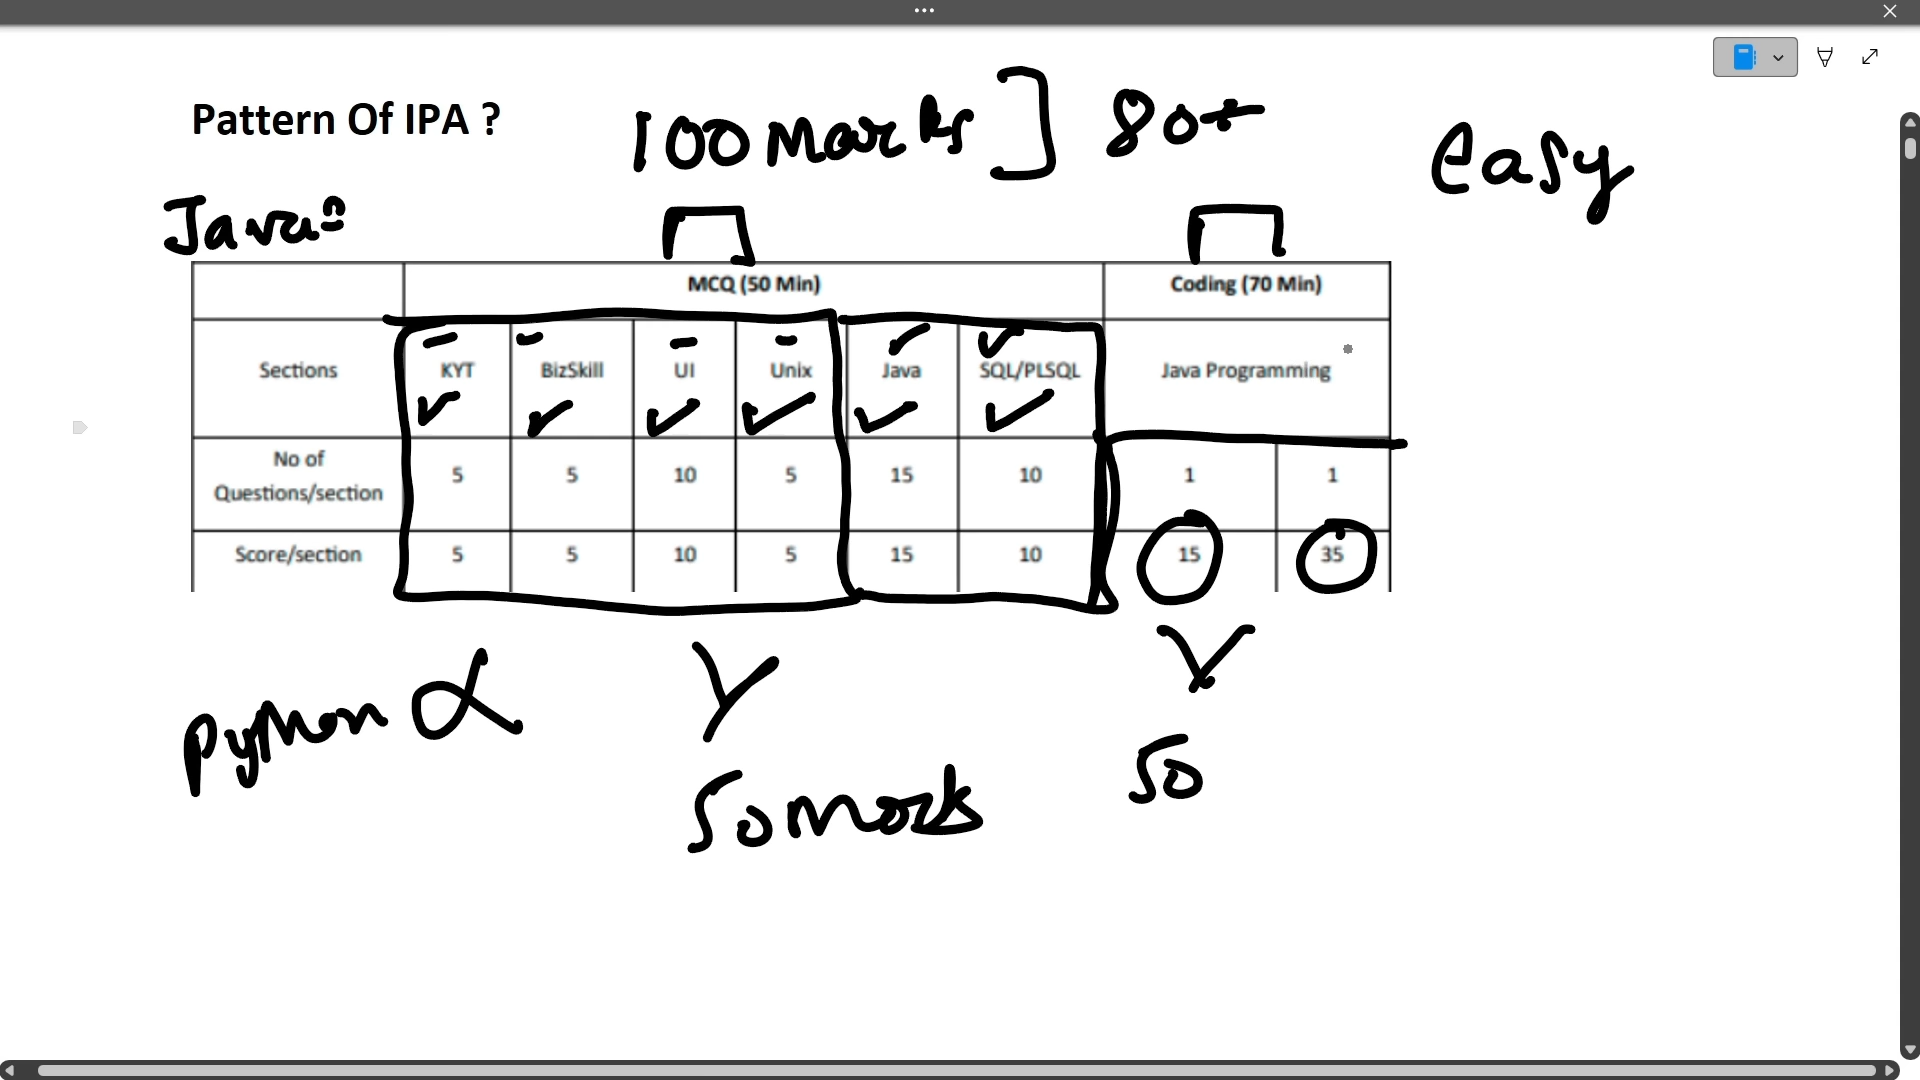 Pattern Of IPA ? 100 Marks ] 80+ easy
Java
MCQ (50 Min) Coding (70 Min)
Sections KYT BizSkill UI Unix Java SQL/PLSQL Java Programming
No of
Questions/section 5 5 10 5 15 10 1 1
Score/section 5 5 10 5 15 10 15 35
Python
50 Marks 50